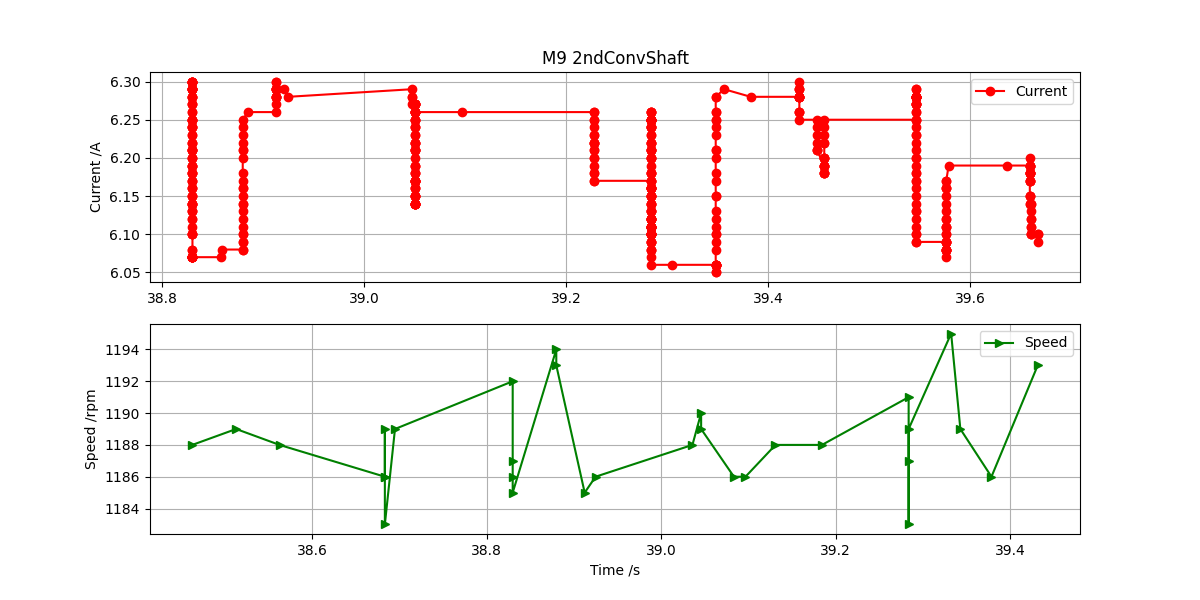 M9 2ndConvShaft
6.30
6.25
6.20
6.15
6.10
6.05
Current /A
Current
38.8 39.0 39.2 39.4 39.6
1194
1192
1190
1188
1186
1184
Speed /rpm
Speed
38.6 38.8 39.0 39.2 39.4
Time /s